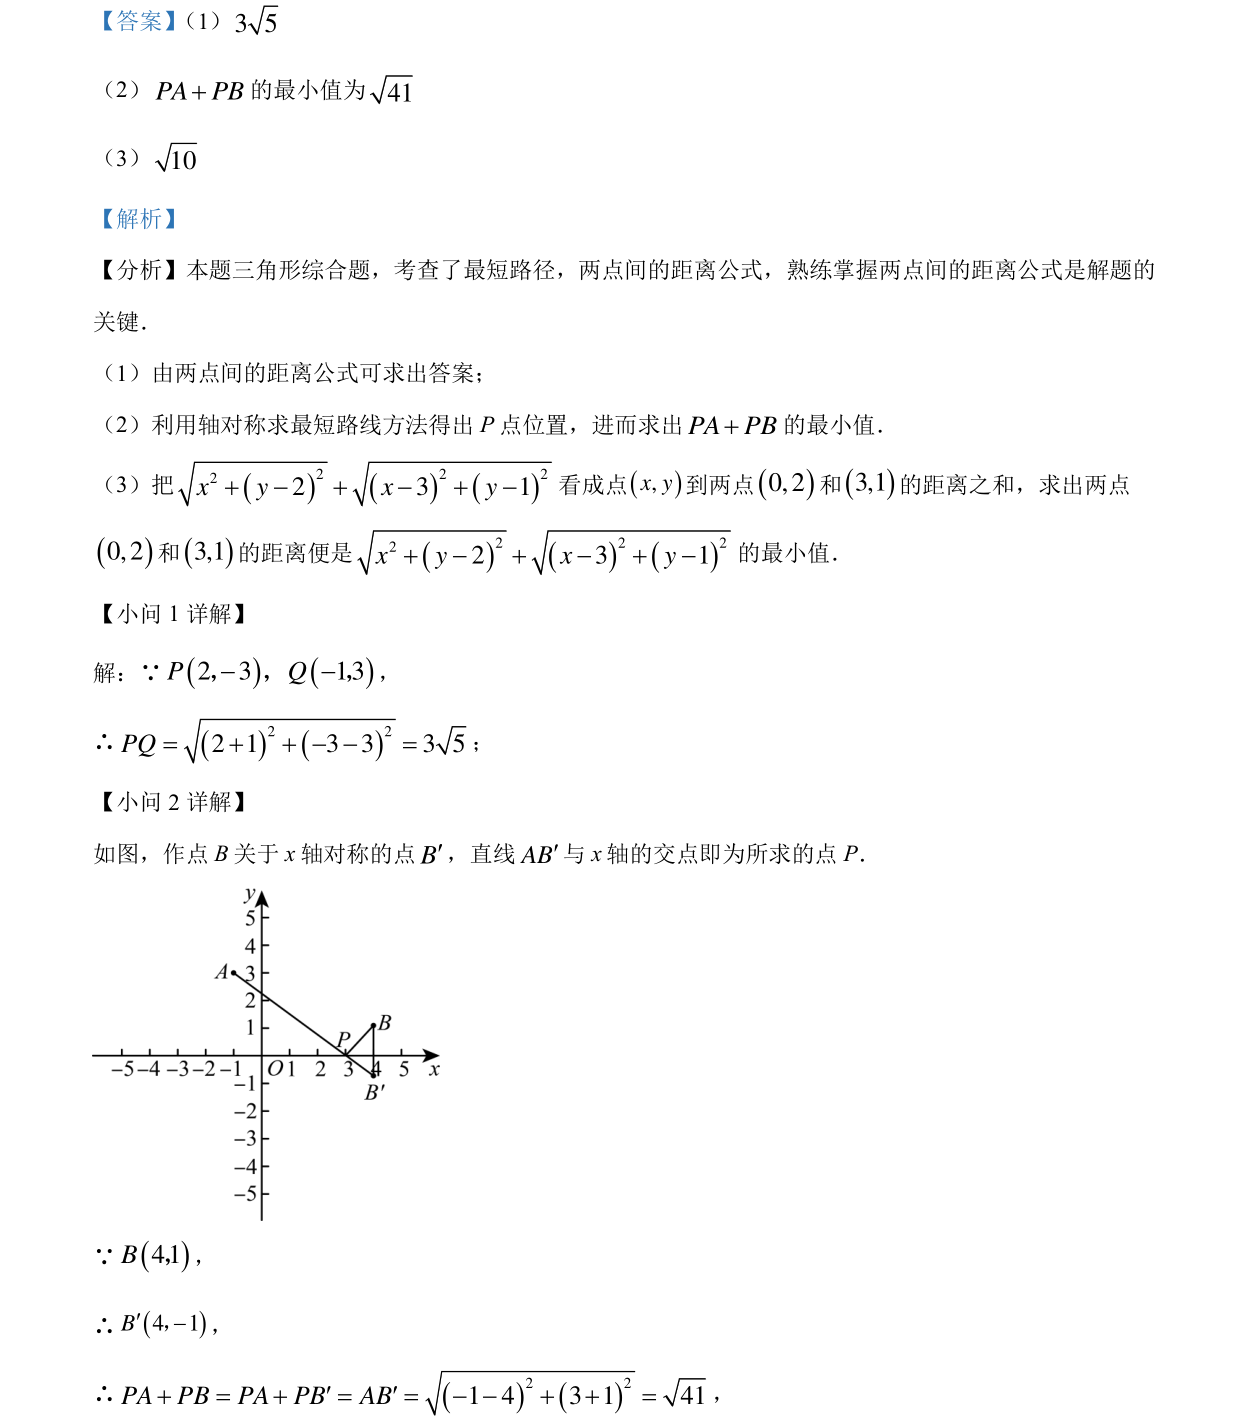 【答案】（1）3√5
（2）PA+PB的最小值为√41
（3）√10
【解析】
【分析】本题三角形综合题，考查了最短路径，两点间的距离公式，熟练掌握两点间的距离公式是解题的
关键．
（1）由两点间的距离公式可求出答案；
（2）利用轴对称求最短路线方法得出 P 点位置，进而求出 PA+PB 的最小值．
（3）把√(x²+(y−2)²)+√((x−3)²+(y−1)²) 看成点(x,y)到两点(0,2)和(3,1)的距离之和，求出两点
(0,2)和(3,1)的距离便是√(x²+(y−2)²)+√((x−3)²+(y−1)²) 的最小值．
【小问 1 详解】
解：∵P(2,−3)，Q(−1,3)，
∴PQ=√((2+1)²+(−3−3)²)=3√5；
【小问 2 详解】
如图，作点 B 关于 x 轴对称的点 B′，直线 AB′ 与 x 轴的交点即为所求的点 P．
y
5
4
A 3
2
1 B
P
−5 −4 −3 −2 −1 O 1 2 3 4 5 x
−1 B′
−2
−3
−4
−5
∵B(4,1)，
∴B′(4,−1)，
∴PA+PB=PA+PB′=AB′=√((−1−4)²+(3+1)²)=√41，